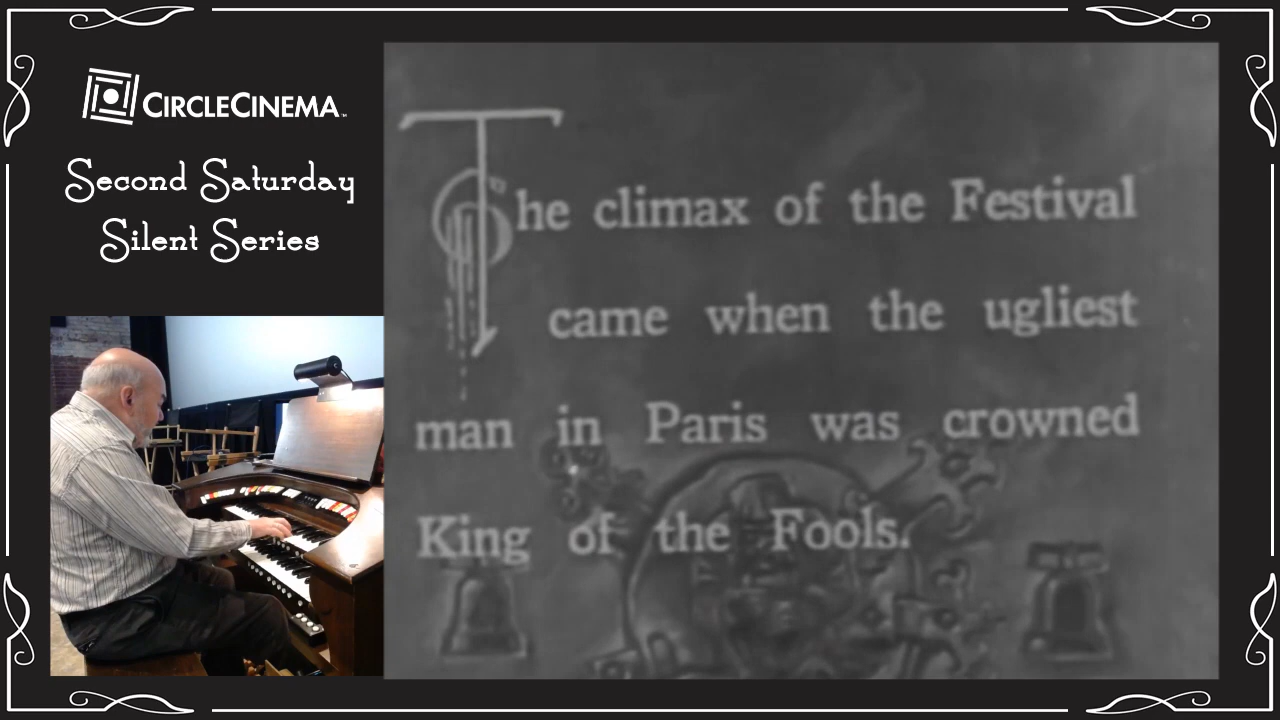 CIRCLECINEMA™
Second Saturday
Silent Series
The climax of the Festival
came when the ugliest
man in Paris was crowned
King of the Fools.